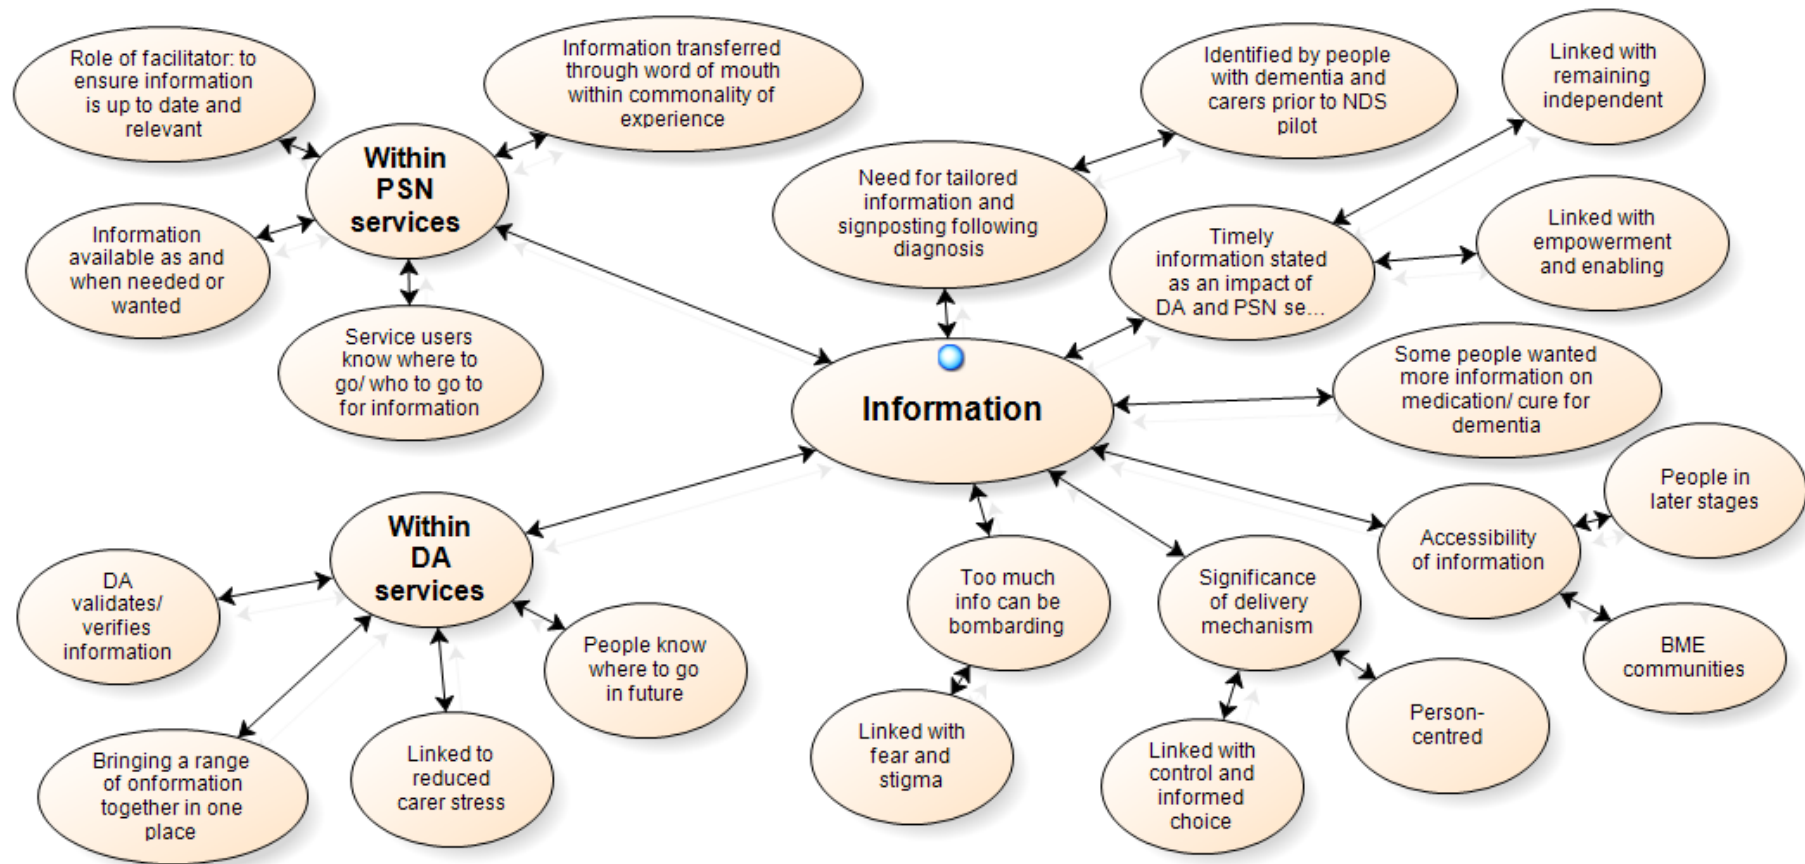 Role of facilitator: to
ensure information
is up to date and
relevant
Information transferred
through word of mouth
within commonality of
experience
Within
PSN
services
Information
available as and
when needed or
wanted
Service users
know where to
go/ who to go to
for information
Identified by people
with dementia and
carers prior to NDS
pilot
Linked with
remaining
independent
Need for tailored
information and
signposting following
diagnosis
Timely
information stated
as an impact of
DA and PSN se...
Linked with
empowerment
and enabling
Information
Some people wanted
more information on
medication/ cure for
dementia
People in
later stages
Accessibility
of information
BME
communities
Within
DA
services
DA
validates/
verifies
information
People know
where to go
in future
Bringing a range
of onformation
together in one
place
Linked to
reduced
carer stress
Too much
info can be
bombarding
Linked with
fear and
stigma
Significance
of delivery
mechanism
Person-
centred
Linked with
control and
informed
choice